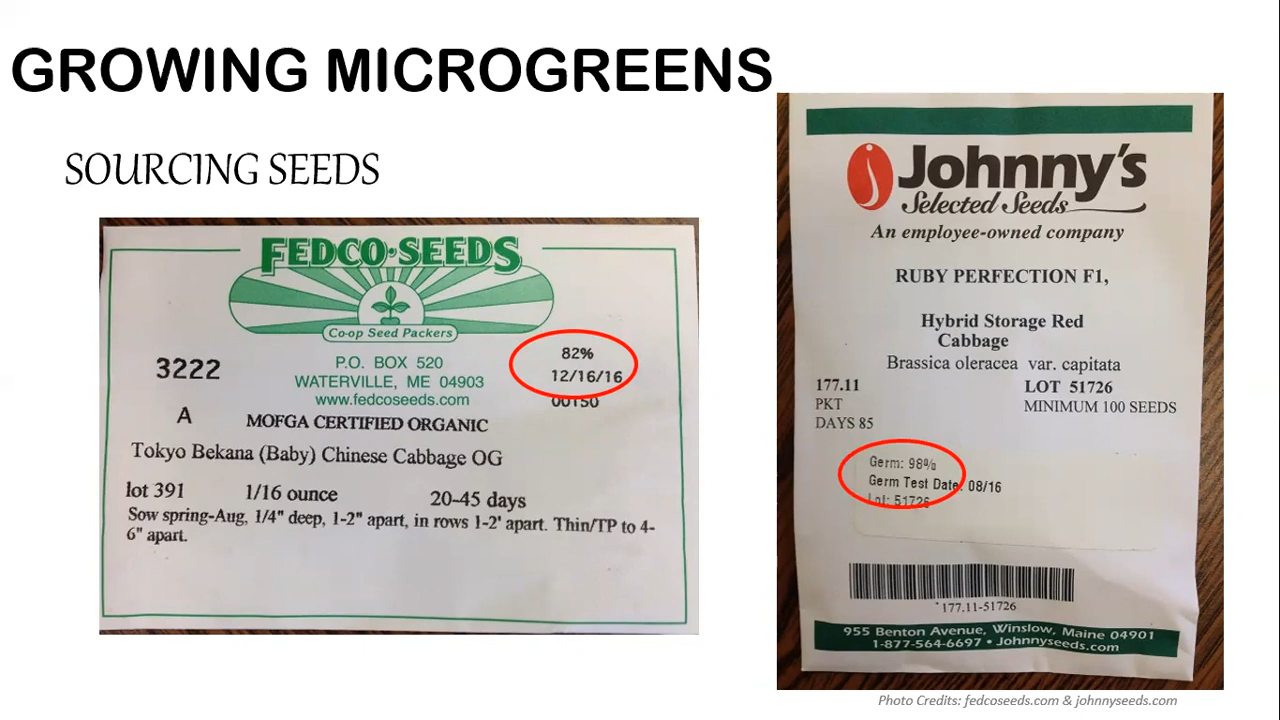 GROWING MICROGREENS
SOURCING SEEDS
FEDCO·SEEDS
Co-op Seed Packers
3222
P.O. BOX 520
WATERVILLE, ME 04903
www.fedcoseeds.com
82%
12/16/16
00150
A
MOFGA CERTIFIED ORGANIC
Tokyo Bekana (Baby) Chinese Cabbage OG
lot 391 1/16 ounce 20-45 days
Sow spring-Aug, 1/4" deep, 1-2" apart, in rows 1-2' apart. Thin/TP to 4-
6" apart.
Johnny's
Selected Seeds
An employee-owned company
RUBY PERFECTION F1,
Hybrid Storage Red
Cabbage
Brassica oleracea var. capitata
177.11 LOT 51726
PKT MINIMUM 100 SEEDS
DAYS 85
Germ: 98%
Germ Test Date: 08/16
Lot: 51726
*177.11-51726
955 Benton Avenue, Winslow, Maine 04901
1-877-564-6697 • Johnnyseeds.com
Photo Credits: fedcoseeds.com & johnnyseeds.com